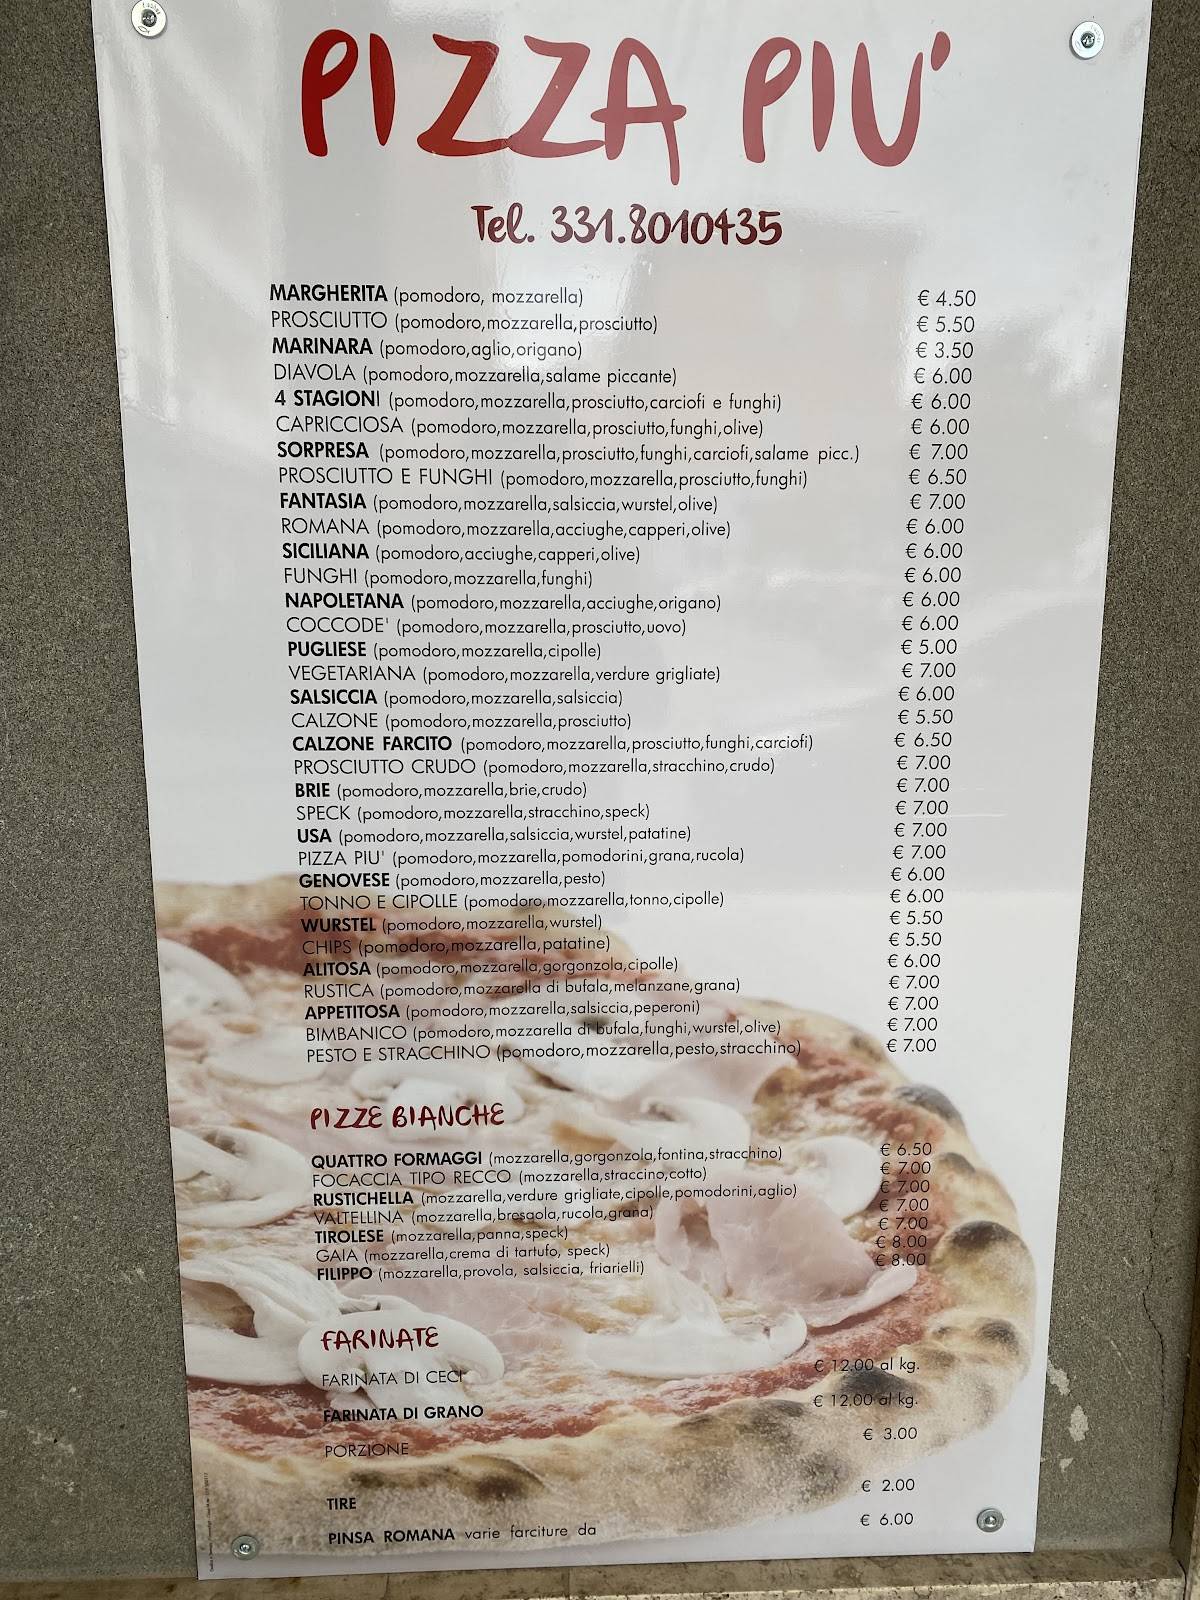 PIZZA PIU'
Tel. 331.8010435
MARGHERITA (pomodoro, mozzarella) € 4.50
PROSCIUTTO (pomodoro,mozzarella,prosciutto) € 5.50
MARINARA (pomodoro,aglio,origano) € 3.50
DIAVOLA (pomodoro,mozzarella,salame piccante) € 6.00
4 STAGIONI (pomodoro,mozzarella,prosciutto,carciofi e funghi) € 6.00
CAPRICCIOSA (pomodoro,mozzarella,prosciutto,funghi,olive) € 6.00
SORPRESA (pomodoro,mozzarella,prosciutto,funghi,carciofi,salame picc.) € 7.00
PROSCIUTTO E FUNGHI (pomodoro,mozzarella,prosciutto,funghi) € 6.50
FANTASIA (pomodoro,mozzarella,salsiccia,wurstel,olive) € 7.00
ROMANA (pomodoro,mozzarella,acciughe,capperi,olive) € 6.00
SICILIANA (pomodoro,acciughe,capperi,olive) € 6.00
FUNGHI (pomodoro,mozzarella,funghi) € 6.00
NAPOLETANA (pomodoro,mozzarella,acciughe,origano) € 6.00
COCCODE' (pomodoro,mozzarella,prosciutto,uovo) € 6.00
PUGLIESE (pomodoro,mozzarella,cipolle) € 5.00
VEGETARIANA (pomodoro,mozzarella,verdure grigliate) € 7.00
SALSICCIA (pomodoro,mozzarella,salsiccia) € 6.00
CALZONE (pomodoro,mozzarella,prosciutto) € 5.50
CALZONE FARCITO (pomodoro,mozzarella,prosciutto,funghi,carciofi) € 6.50
PROSCIUTTO CRUDO (pomodoro,mozzarella,stracchino,crudo) € 7.00
BRIE (pomodoro,mozzarella,brie,crudo) € 7.00
SPECK (pomodoro,mozzarella,stracchino,speck) € 7.00
USA (pomodoro,mozzarella,salsiccia,wurstel,patatine) € 7.00
PIZZA PIU' (pomodoro,mozzarella,pomodorini,grana,rucola) € 7.00
GENOVESE (pomodoro,mozzarella,pesto) € 6.00
TONNO E CIPOLLE (pomodoro,mozzarella,tonno,cipolle) € 6.00
WURSTEL (pomodoro,mozzarella,wurstel) € 5.50
CHIPS (pomodoro,mozzarella,patatine) € 5.50
ALITOSA (pomodoro,mozzarella,gorgonzola,cipolle) € 6.00
RUSTICA (pomodoro,mozzarella di bufala,melanzane,grana) € 7.00
APPETITOSA (pomodoro,mozzarella,salsiccia,peperoni) € 7.00
BIMBANICO (pomodoro,mozzarella di bufala,funghi,wurstel,olive) € 7.00
PESTO E STRACCHINO (pomodoro,mozzarella,pesto,stracchino) € 7.00
PIZZE BIANCHE
QUATTRO FORMAGGI (mozzarella,gorgonzola,fontina,stracchino) € 6.50
FOCACCIA TIPO RECCO (mozzarella,straccino,cotto) € 7.00
RUSTICHELLA (mozzarella,verdure grigliate,cipolle,pomodorini,aglio) € 7.00
VALTELLINA (mozzarella,bresaola,rucola,grana) € 7.00
TIROLESE (mozzarella,panna,speck) € 7.00
GAIA (mozzarella,crema di tartufo, speck) € 8.00
FILIPPO (mozzarella,provola, salsiccia, friarielli) € 8.00
FARINATE
FARINATA DI CECI € 12.00 al kg.
FARINATA DI GRANO € 12.00 al kg.
PORZIONE € 3.00
TIRE € 2.00
PINSA ROMANA varie farciture da € 6.00